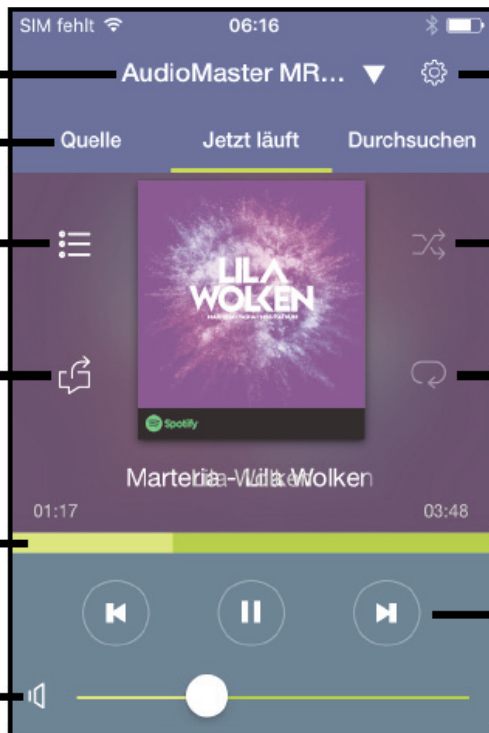 SIM fehlt 06:16
AudioMaster MR...
Quelle Jetzt läuft Durchsuchen
LILA
WOLKEN
Spotify
Marteria - Lila Wolken
01:17 03:48